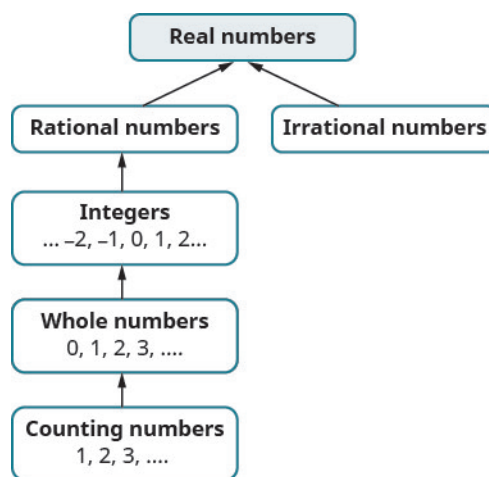 Real numbers
Rational numbers
Irrational numbers
Integers
... –2, –1, 0, 1, 2...
Whole numbers
0, 1, 2, 3, ....
Counting numbers
1, 2, 3, ....